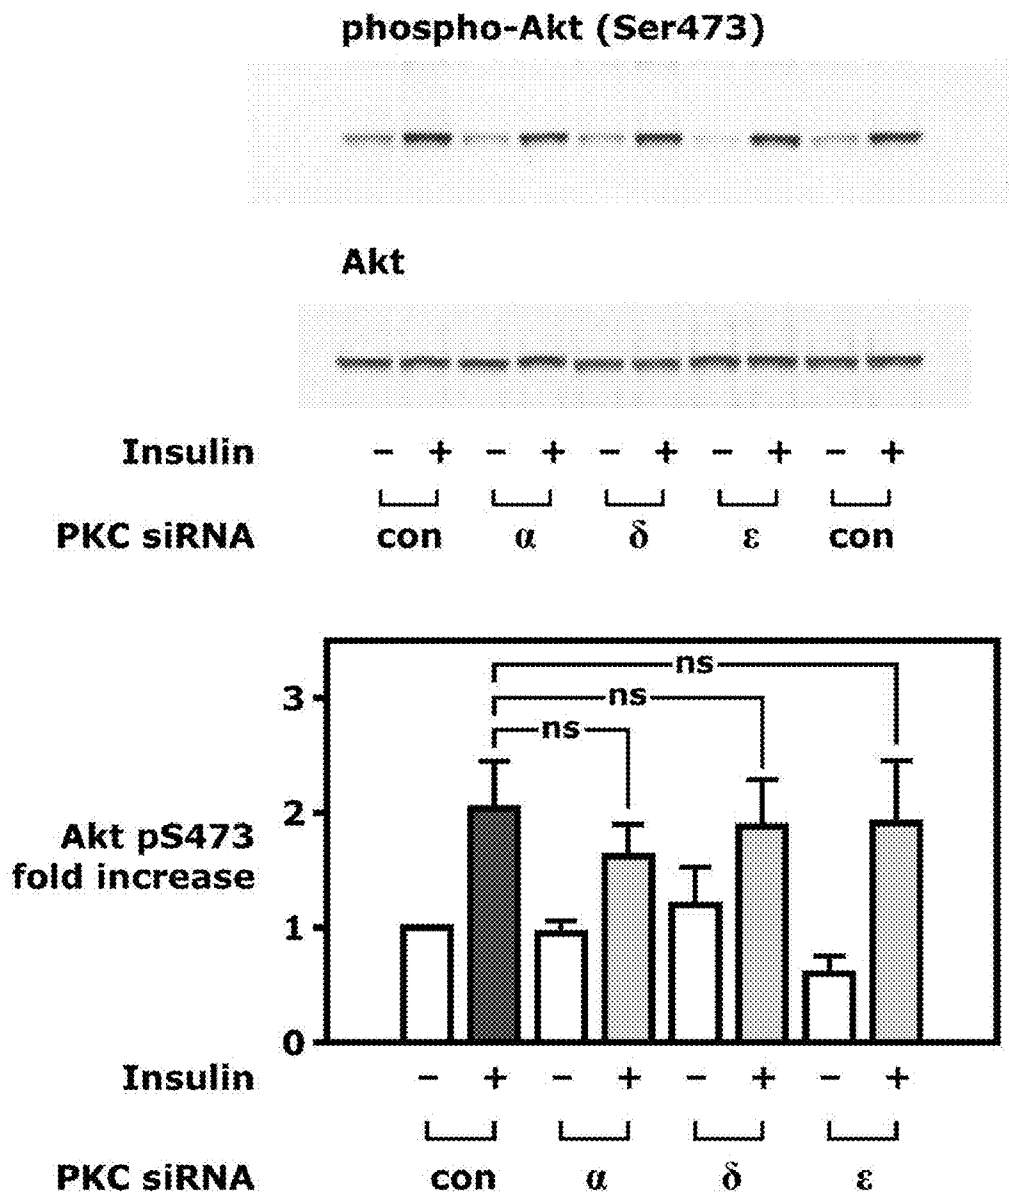 phospho-Akt (Ser473)
Akt
Insulin − + − + − + − + − +
PKC siRNA con α δ ε con
ns
ns
ns
3
2
1
0
Akt pS473
fold increase
Insulin − + − + − + − +
PKC siRNA con α δ ε